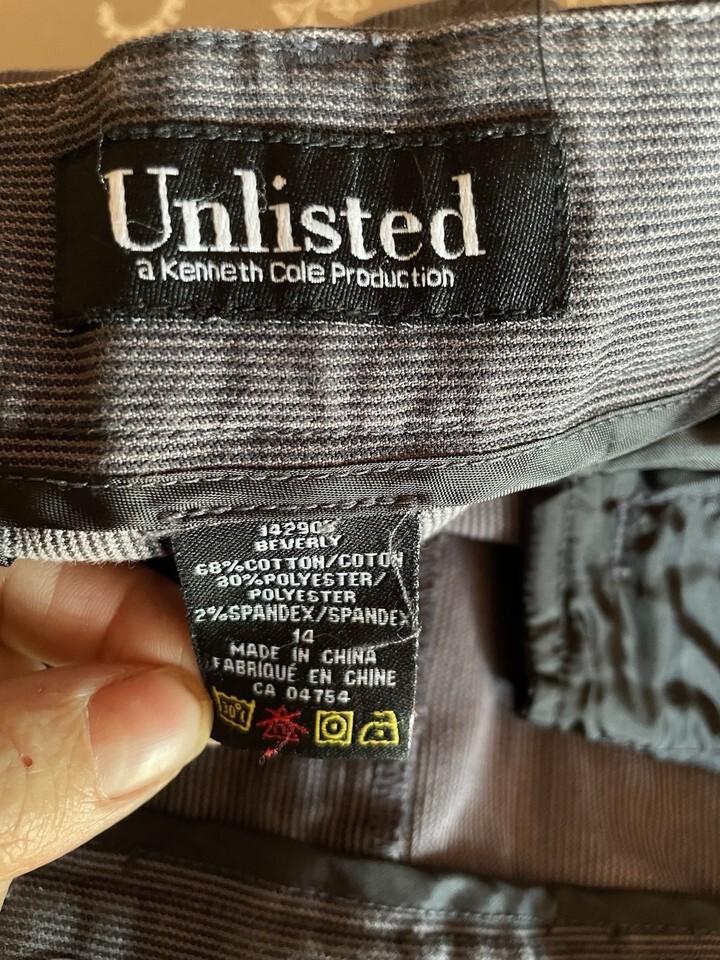 Unlisted
a Kenneth Cole Production
BEVERLY
68%COTTON/COTON
30%POLYESTER/
POLYESTER
2%SPANDEX/SPANDEX
14
MADE IN CHINA
FABRIQUÉ EN CHINE
CA 04754
30°C